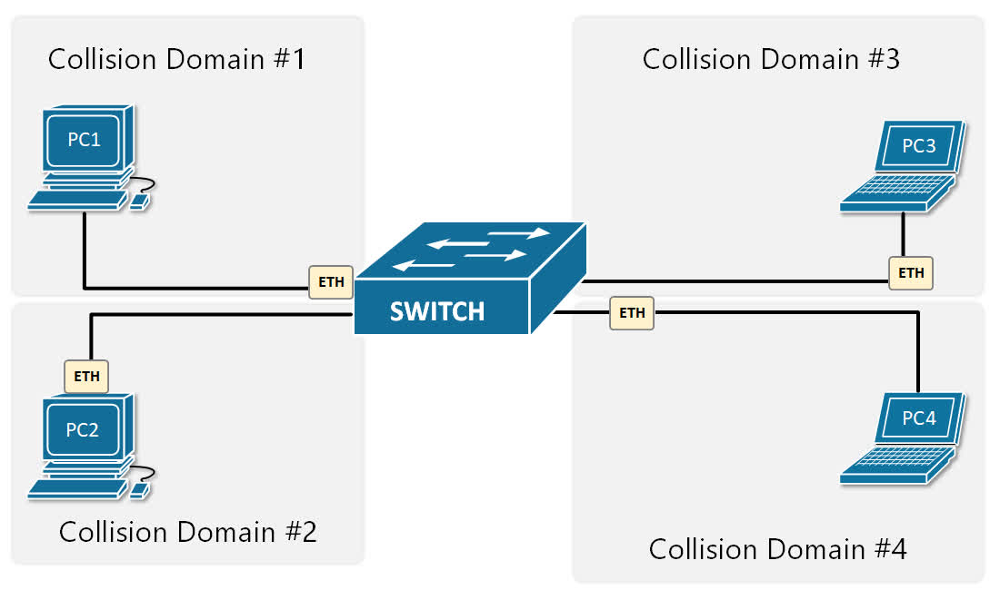 Collision Domain #1
PC1
ETH
Collision Domain #3
PC3
ETH
SWITCH
ETH
PC2
Collision Domain #2
ETH
PC4
Collision Domain #4